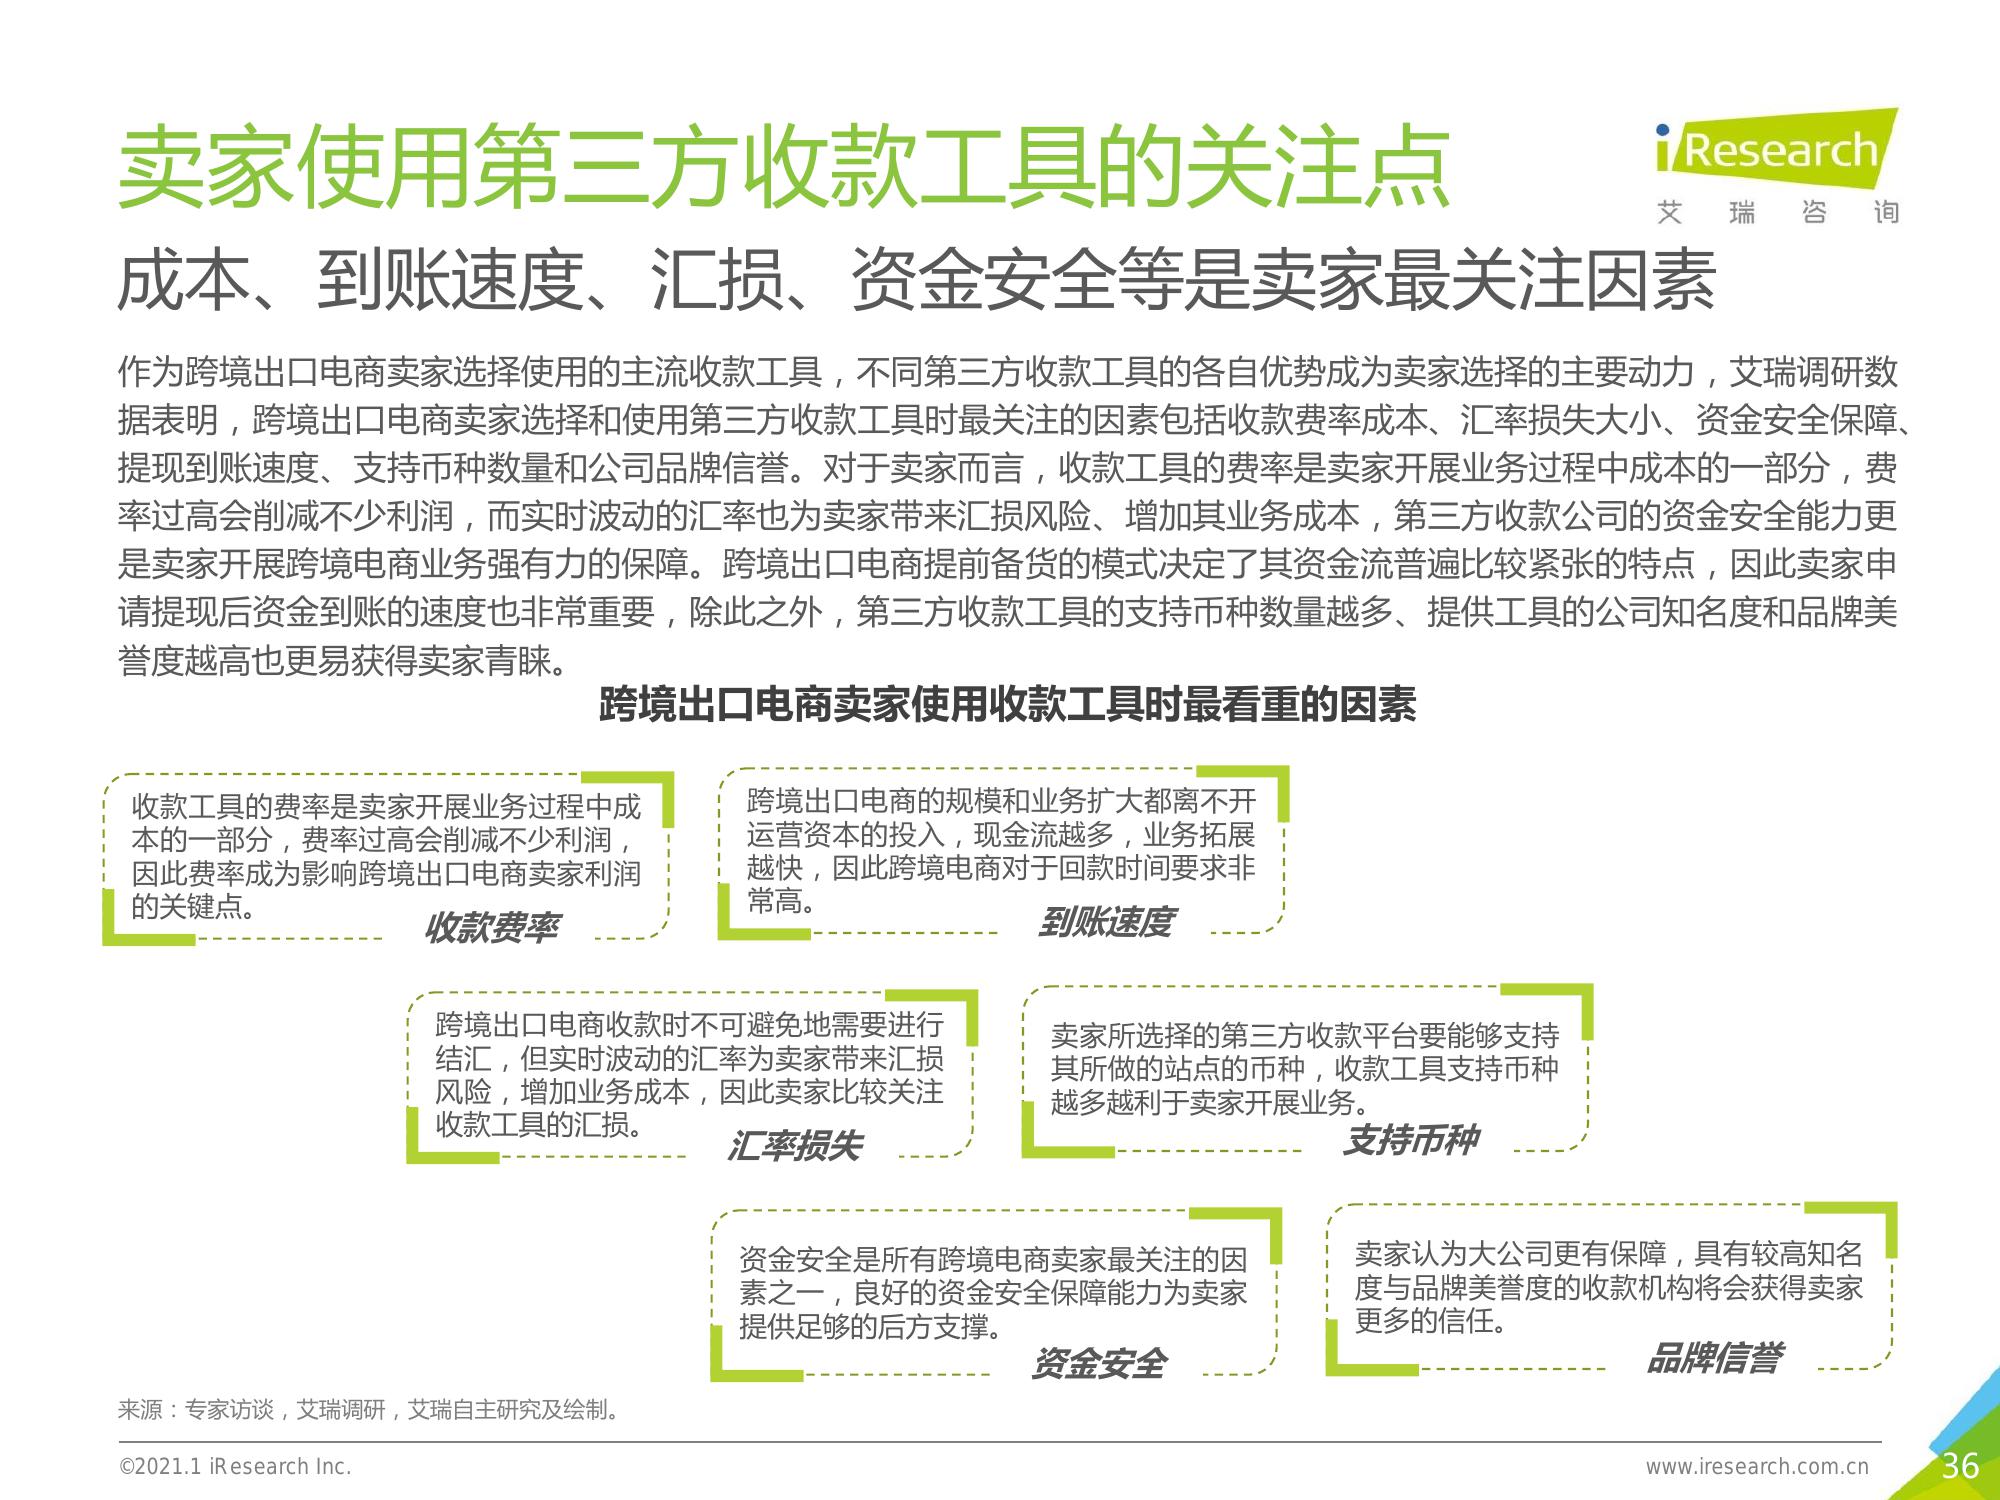 卖家使用第三方收款工具的关注点
iResearch
艾瑞咨询
成本、到账速度、汇损、资金安全等是卖家最关注因素
作为跨境出口电商卖家选择使用的主流收款工具，不同第三方收款工具的各自优势成为卖家选择的主要动力，艾瑞调研数
据表明，跨境出口电商卖家选择和使用第三方收款工具时最关注的因素包括收款费率成本、汇率损失大小、资金安全保障、
提现到账速度、支持币种数量和公司品牌信誉。对于卖家而言，收款工具的费率是卖家开展业务过程中成本的一部分，费
率过高会削减不少利润，而实时波动的汇率也为卖家带来汇损风险、增加其业务成本，第三方收款公司的资金安全能力更
是卖家开展跨境电商业务强有力的保障。跨境出口电商提前备货的模式决定了其资金流普遍比较紧张的特点，因此卖家申
请提现后资金到账的速度也非常重要，除此之外，第三方收款工具的支持币种数量越多、提供工具的公司知名度和品牌美
誉度越高也更易获得卖家青睐。
跨境出口电商卖家使用收款工具时最看重的因素
收款工具的费率是卖家开展业务过程中成
本的一部分，费率过高会削减不少利润，
因此费率成为影响跨境出口电商卖家利润
的关键点。
收款费率
跨境出口电商的规模和业务扩大都离不开
运营资本的投入，现金流越多，业务拓展
越快，因此跨境电商对于回款时间要求非
常高。
到账速度
跨境出口电商收款时不可避免地需要进行
结汇，但实时波动的汇率为卖家带来汇损
风险，增加业务成本，因此卖家比较关注
收款工具的汇损。
汇率损失
卖家所选择的第三方收款平台要能够支持
其所做的站点的币种，收款工具支持币种
越多越利于卖家开展业务。
支持币种
资金安全是所有跨境电商卖家最关注的因
素之一，良好的资金安全保障能力为卖家
提供足够的后方支撑。
资金安全
卖家认为大公司更有保障，具有较高知名
度与品牌美誉度的收款机构将会获得卖家
更多的信任。
品牌信誉
来源：专家访谈，艾瑞调研，艾瑞自主研究及绘制。
©2021.1 iResearch Inc.
www.iresearch.com.cn
36